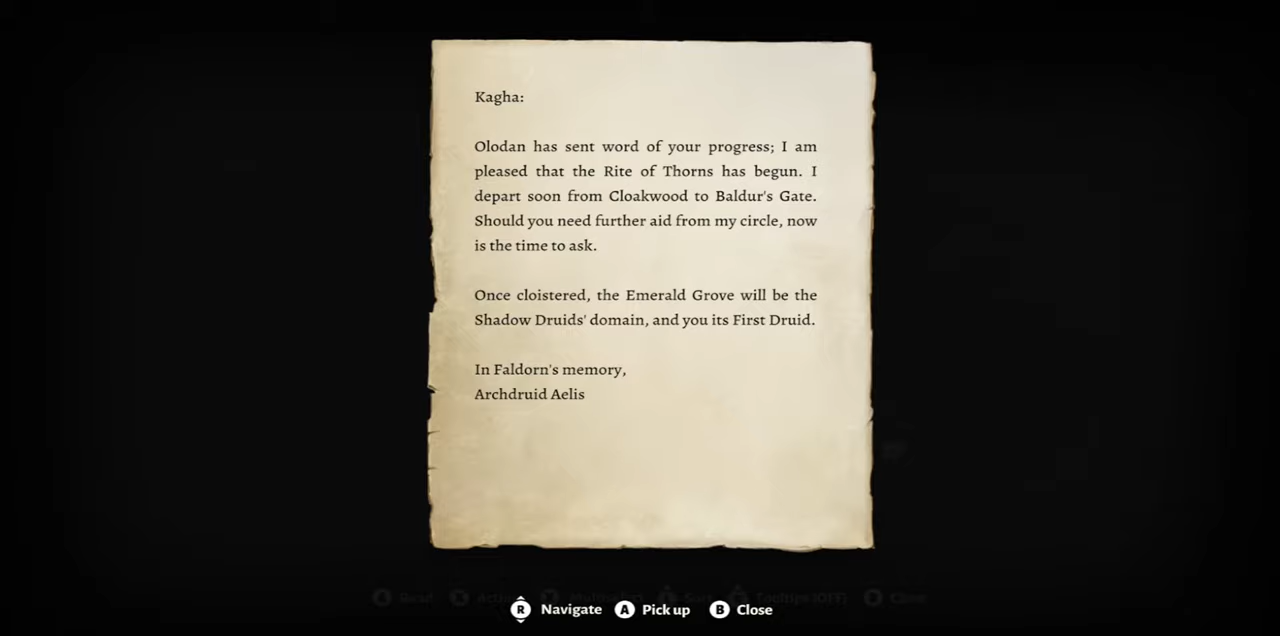 Kagha:
Olodan has sent word of your progress; I am
pleased that the Rite of Thorns has begun. I
depart soon from Cloakwood to Baldur's Gate.
Should you need further aid from my circle, now
is the time to ask.
Once cloistered, the Emerald Grove will be the
Shadow Druids' domain, and you its First Druid.
In Faldorn's memory,
Archdruid Aelis
R Navigate A Pick up B Close